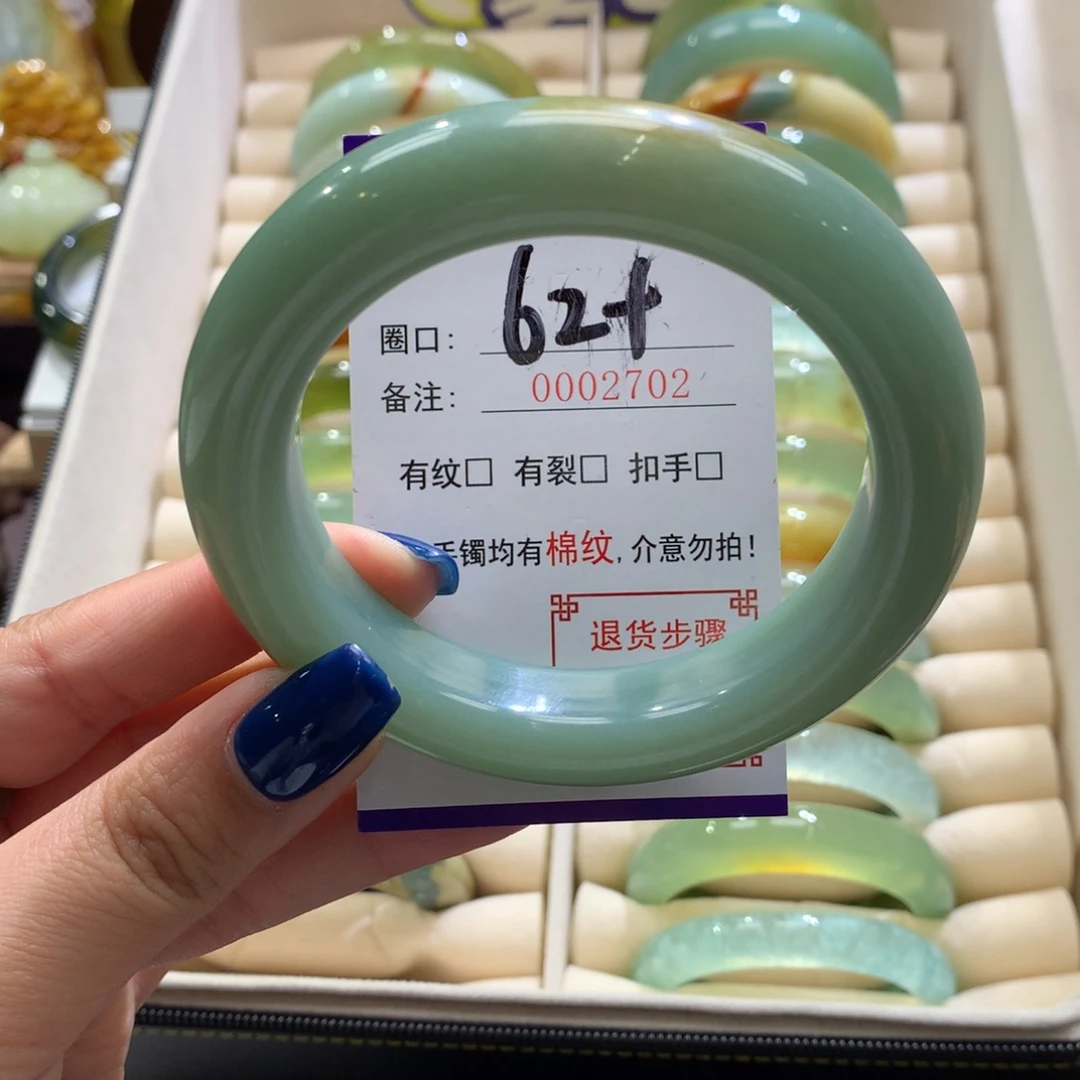 圈口: 62+
备注: 0002702
有纹□ 有裂□ 扣手□
手镯均有棉纹,介意勿拍!
退货步骤